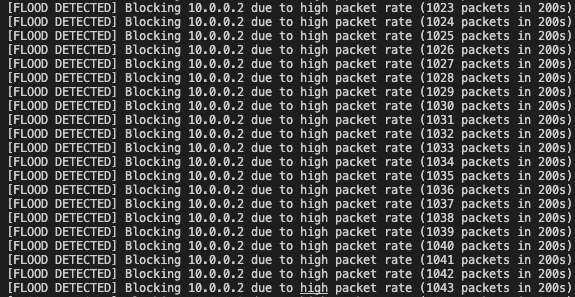 [FLOOD DETECTED] Blocking 10.0.0.2 due to high packet rate (1023 packets in 200s)
[FLOOD DETECTED] Blocking 10.0.0.2 due to high packet rate (1024 packets in 200s)
[FLOOD DETECTED] Blocking 10.0.0.2 due to high packet rate (1025 packets in 200s)
[FLOOD DETECTED] Blocking 10.0.0.2 due to high packet rate (1026 packets in 200s)
[FLOOD DETECTED] Blocking 10.0.0.2 due to high packet rate (1027 packets in 200s)
[FLOOD DETECTED] Blocking 10.0.0.2 due to high packet rate (1028 packets in 200s)
[FLOOD DETECTED] Blocking 10.0.0.2 due to high packet rate (1029 packets in 200s)
[FLOOD DETECTED] Blocking 10.0.0.2 due to high packet rate (1030 packets in 200s)
[FLOOD DETECTED] Blocking 10.0.0.2 due to high packet rate (1031 packets in 200s)
[FLOOD DETECTED] Blocking 10.0.0.2 due to high packet rate (1032 packets in 200s)
[FLOOD DETECTED] Blocking 10.0.0.2 due to high packet rate (1033 packets in 200s)
[FLOOD DETECTED] Blocking 10.0.0.2 due to high packet rate (1034 packets in 200s)
[FLOOD DETECTED] Blocking 10.0.0.2 due to high packet rate (1035 packets in 200s)
[FLOOD DETECTED] Blocking 10.0.0.2 due to high packet rate (1036 packets in 200s)
[FLOOD DETECTED] Blocking 10.0.0.2 due to high packet rate (1037 packets in 200s)
[FLOOD DETECTED] Blocking 10.0.0.2 due to high packet rate (1038 packets in 200s)
[FLOOD DETECTED] Blocking 10.0.0.2 due to high packet rate (1039 packets in 200s)
[FLOOD DETECTED] Blocking 10.0.0.2 due to high packet rate (1040 packets in 200s)
[FLOOD DETECTED] Blocking 10.0.0.2 due to high packet rate (1041 packets in 200s)
[FLOOD DETECTED] Blocking 10.0.0.2 due to high packet rate (1042 packets in 200s)
[FLOOD DETECTED] Blocking 10.0.0.2 due to high packet rate (1043 packets in 200s)